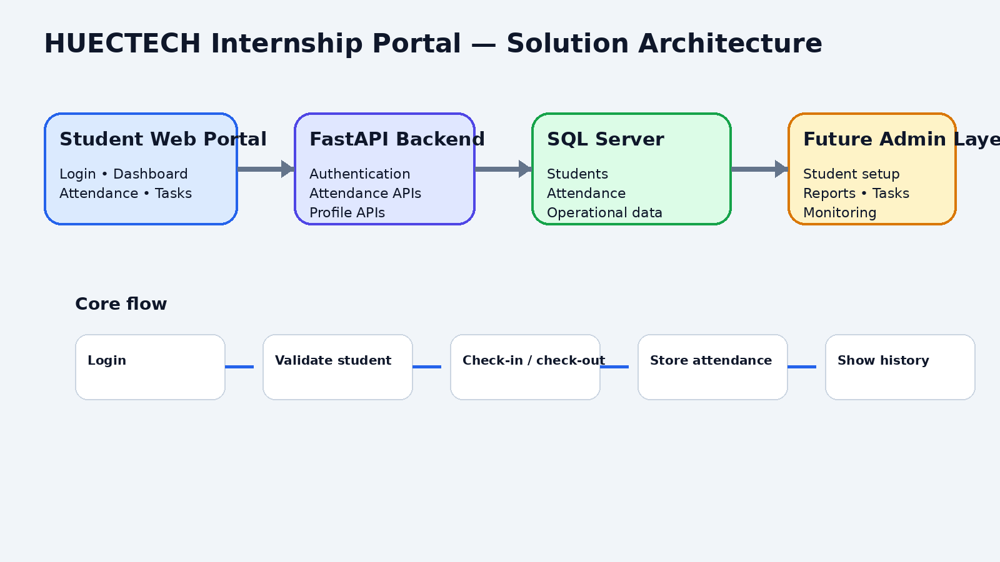 HUECTECH Internship Portal — Solution Architecture
Student Web Portal
Login • Dashboard
Attendance • Tasks
FastAPI Backend
Authentication
Attendance APIs
Profile APIs
SQL Server
Students
Attendance
Operational data
Future Admin Laye
Student setup
Reports • Tasks
Monitoring
Core flow
Login
Validate student
Check-in / check-out
Store attendance
Show history